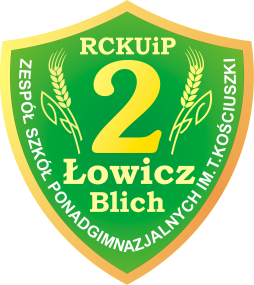 RCKUiP
2
Łowicz
Blich
ZESPÓŁ SZKÓŁ PONADGIMNAZJALNYCH IM.T.KOŚCIUSZKI